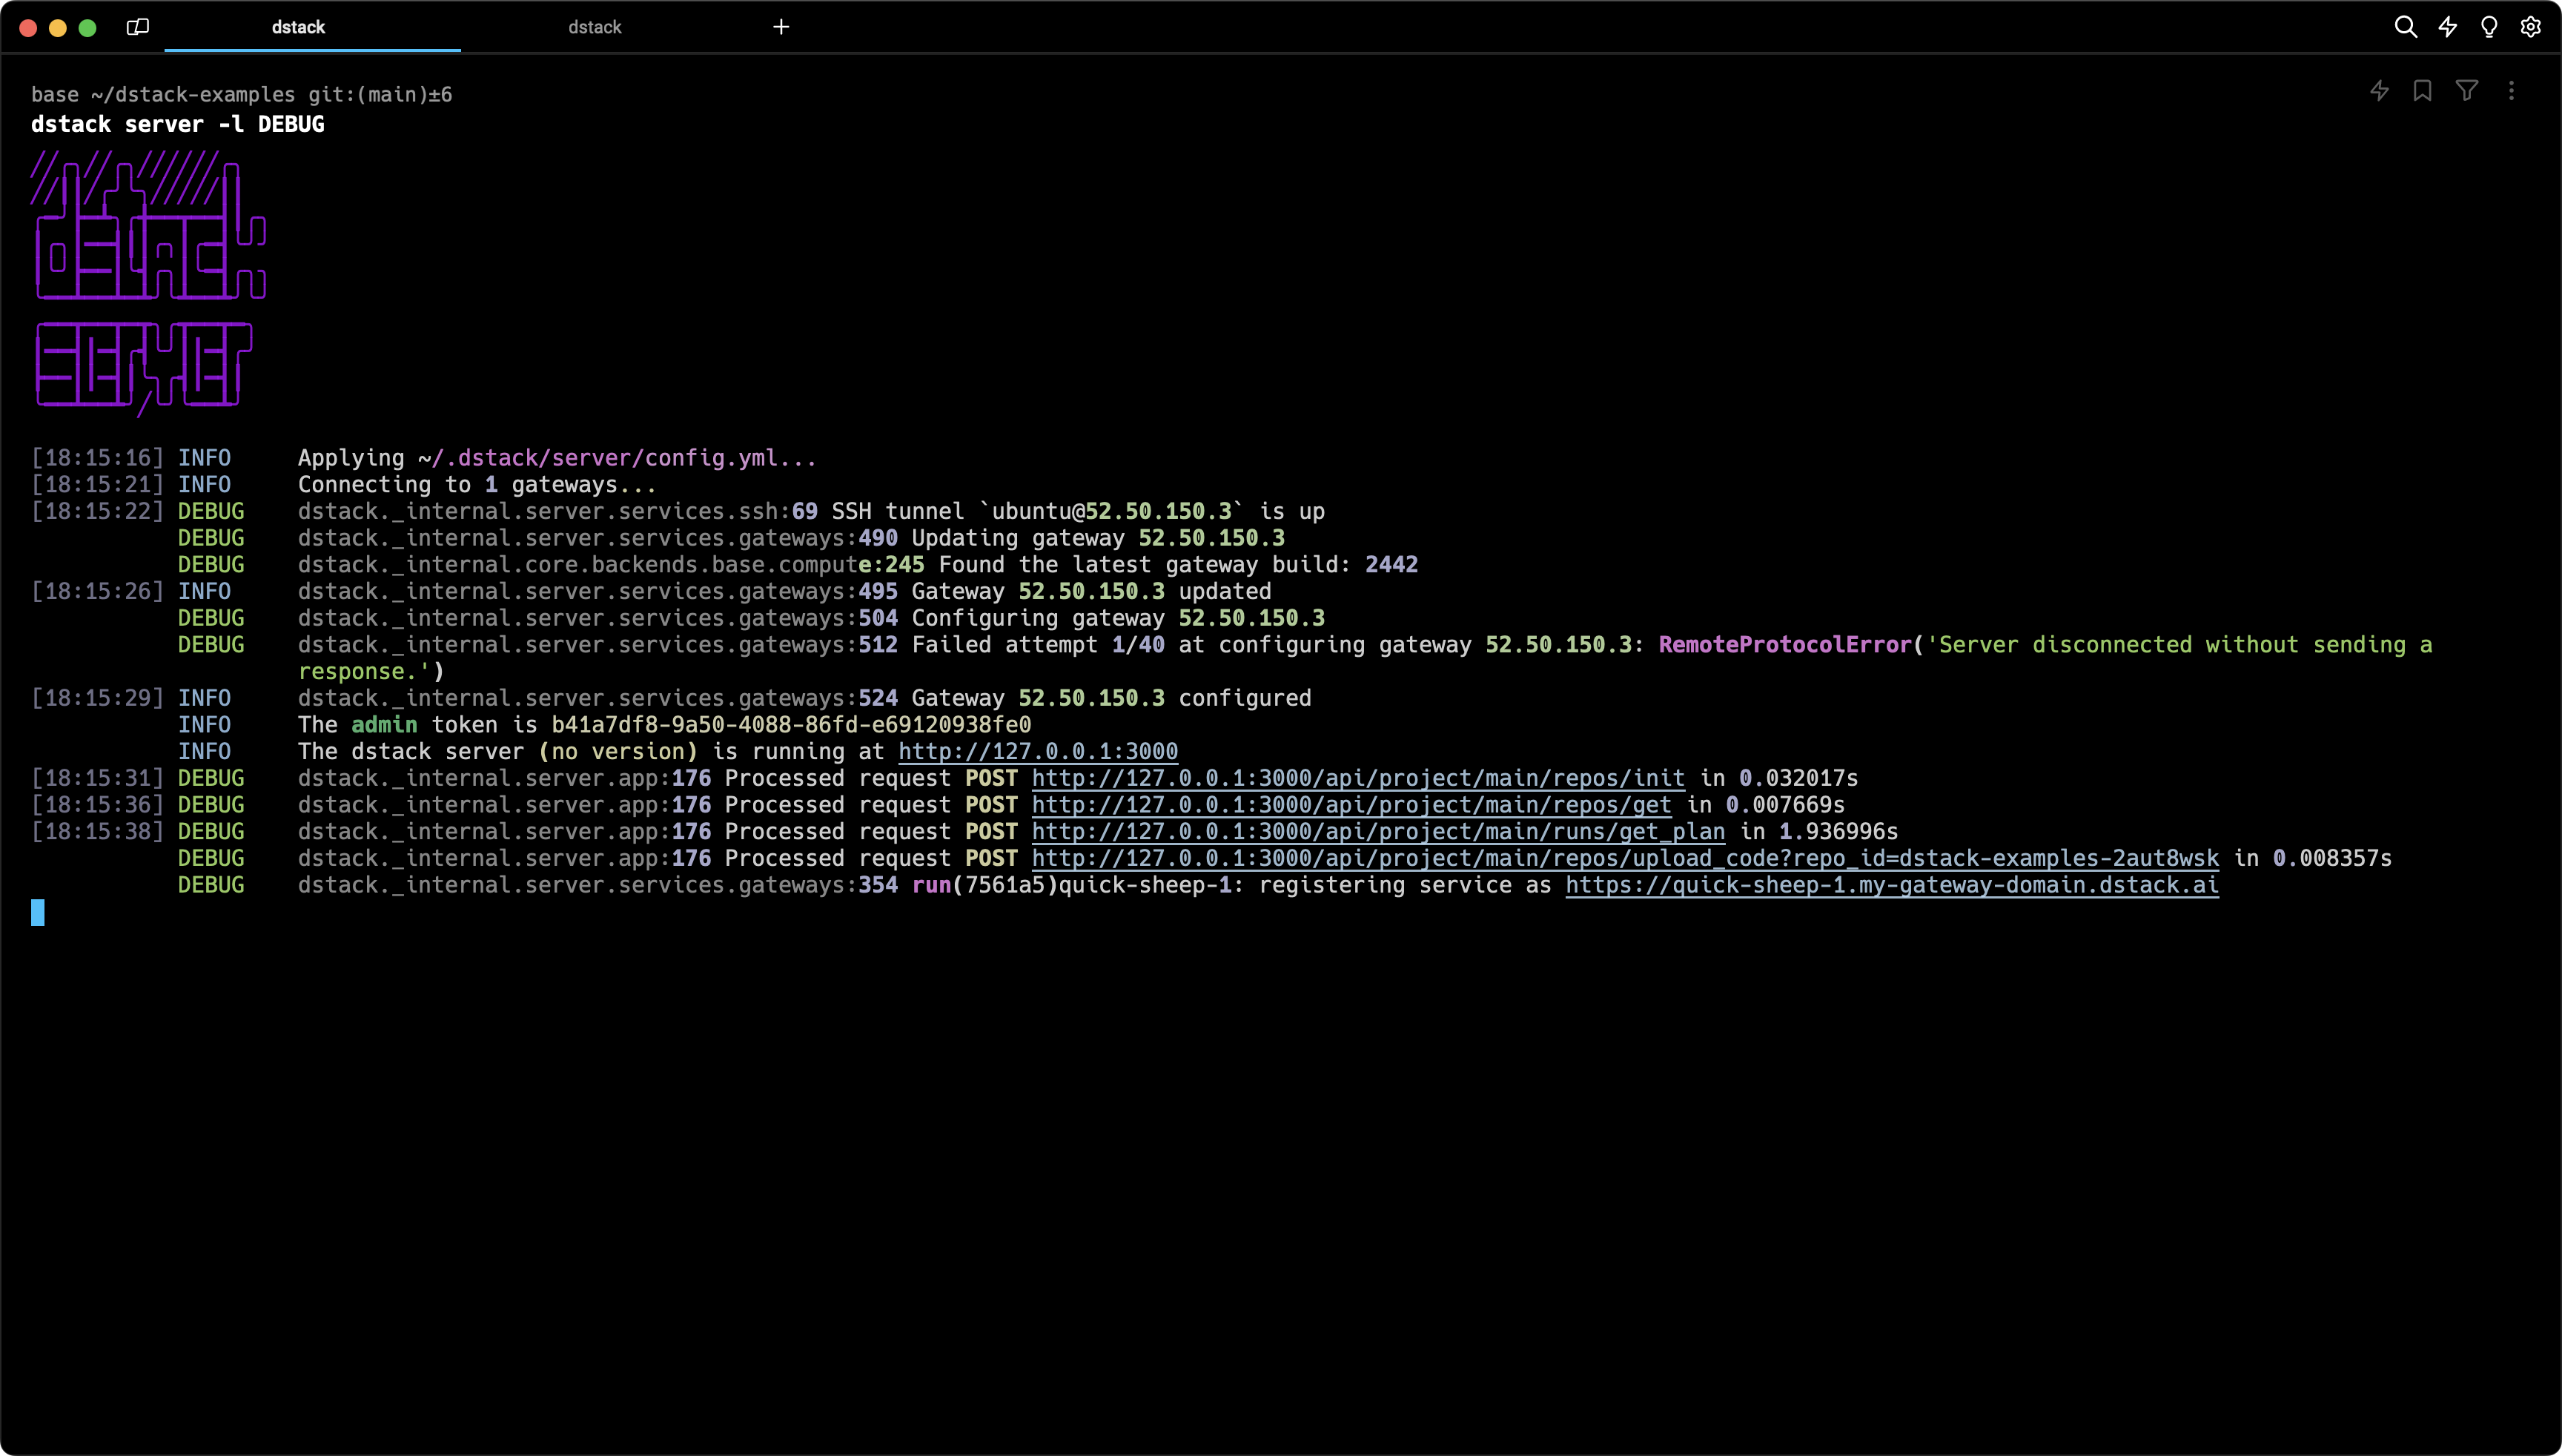 dstack dstack
base ~/dstack-examples git:(main)±6
dstack server -l DEBUG
[18:15:16] INFO Applying ~/.dstack/server/config.yml...
[18:15:21] INFO Connecting to 1 gateways...
[18:15:22] DEBUG dstack._internal.server.services.ssh:69 SSH tunnel `ubuntu@52.50.150.3` is up
DEBUG dstack._internal.server.services.gateways:490 Updating gateway 52.50.150.3
DEBUG dstack._internal.core.backends.base.compute:245 Found the latest gateway build: 2442
[18:15:26] INFO dstack._internal.server.services.gateways:495 Gateway 52.50.150.3 updated
DEBUG dstack._internal.server.services.gateways:504 Configuring gateway 52.50.150.3
DEBUG dstack._internal.server.services.gateways:512 Failed attempt 1/40 at configuring gateway 52.50.150.3: RemoteProtocolError('Server disconnected without sending a
response.')
[18:15:29] INFO dstack._internal.server.services.gateways:524 Gateway 52.50.150.3 configured
INFO The admin token is b41a7df8-9a50-4088-86fd-e69120938fe0
INFO The dstack server (no version) is running at http://127.0.0.1:3000
[18:15:31] DEBUG dstack._internal.server.app:176 Processed request POST http://127.0.0.1:3000/api/project/main/repos/init in 0.032017s
[18:15:36] DEBUG dstack._internal.server.app:176 Processed request POST http://127.0.0.1:3000/api/project/main/repos/get in 0.007669s
[18:15:38] DEBUG dstack._internal.server.app:176 Processed request POST http://127.0.0.1:3000/api/project/main/runs/get_plan in 1.936996s
DEBUG dstack._internal.server.app:176 Processed request POST http://127.0.0.1:3000/api/project/main/repos/upload_code?repo_id=dstack-examples-2aut8wsk in 0.008357s
DEBUG dstack._internal.server.services.gateways:354 run(7561a5)quick-sheep-1: registering service as https://quick-sheep-1.my-gateway-domain.dstack.ai